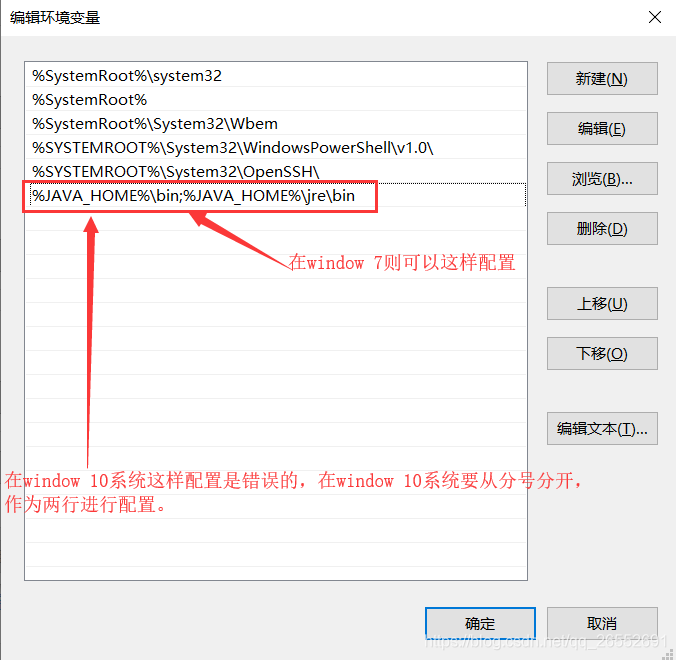 编辑环境变量
%SystemRoot%\system32
%SystemRoot%
%SystemRoot%\System32\Wbem
%SYSTEMROOT%\System32\WindowsPowerShell\v1.0\
%SYSTEMROOT%\System32\OpenSSH\
%JAVA_HOME%\bin;%JAVA_HOME%\jre\bin
新建(N)
编辑(E)
浏览(B)...
删除(D)
在window 7则可以这样配置
上移(U)
下移(O)
编辑文本(T)...
在window 10系统这样配置是错误的，在window 10系统要从分号分开，
作为两行进行配置。
确定
取消
https://blog.csdn.net/qq_26552691